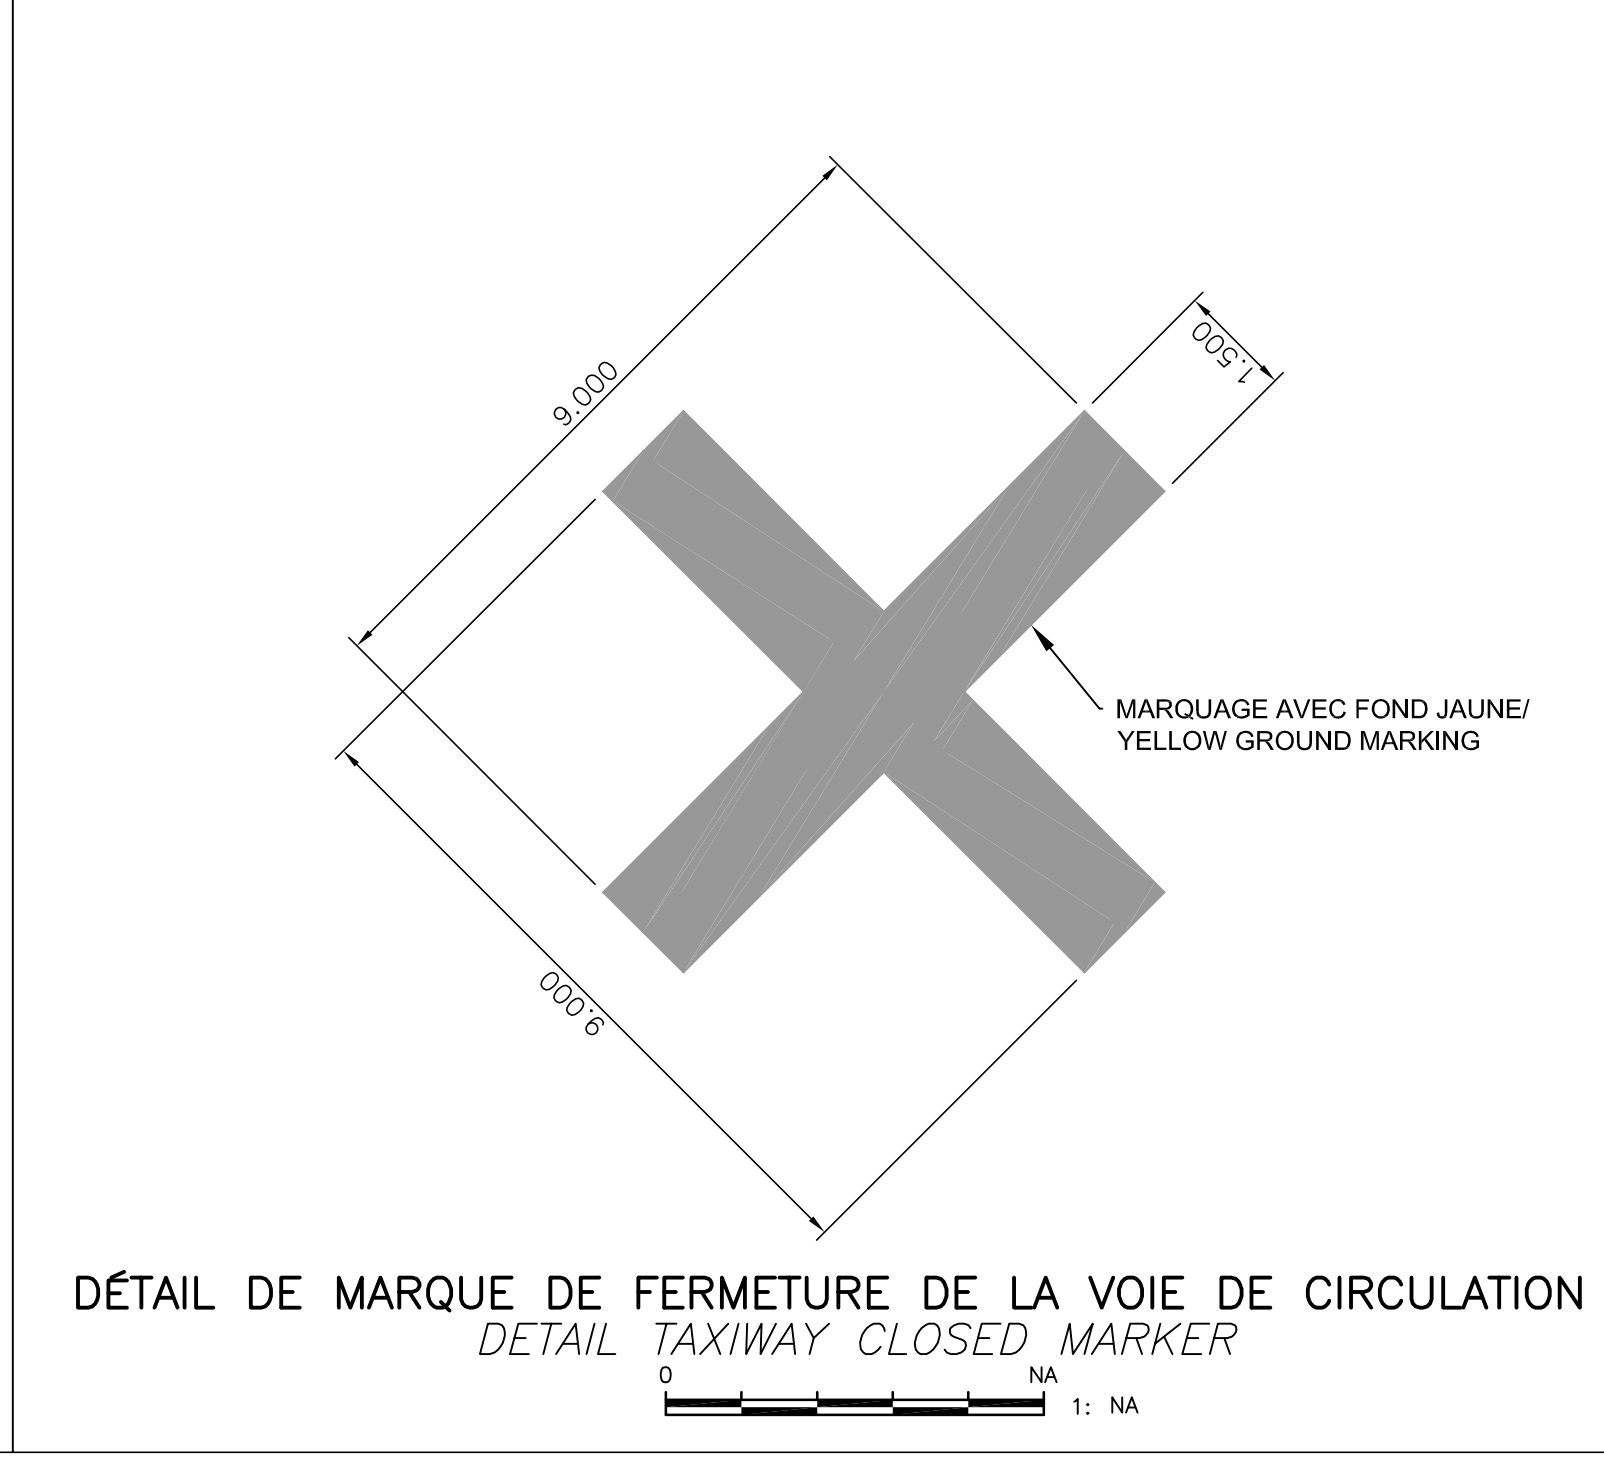 9.000
1.500
MARQUAGE AVEC FOND JAUNE/
YELLOW GROUND MARKING
9.000
DÉTAIL DE MARQUE DE FERMETURE DE LA VOIE DE CIRCULATION
DETAIL TAXIWAY CLOSED MARKER
0 NA
1: NA